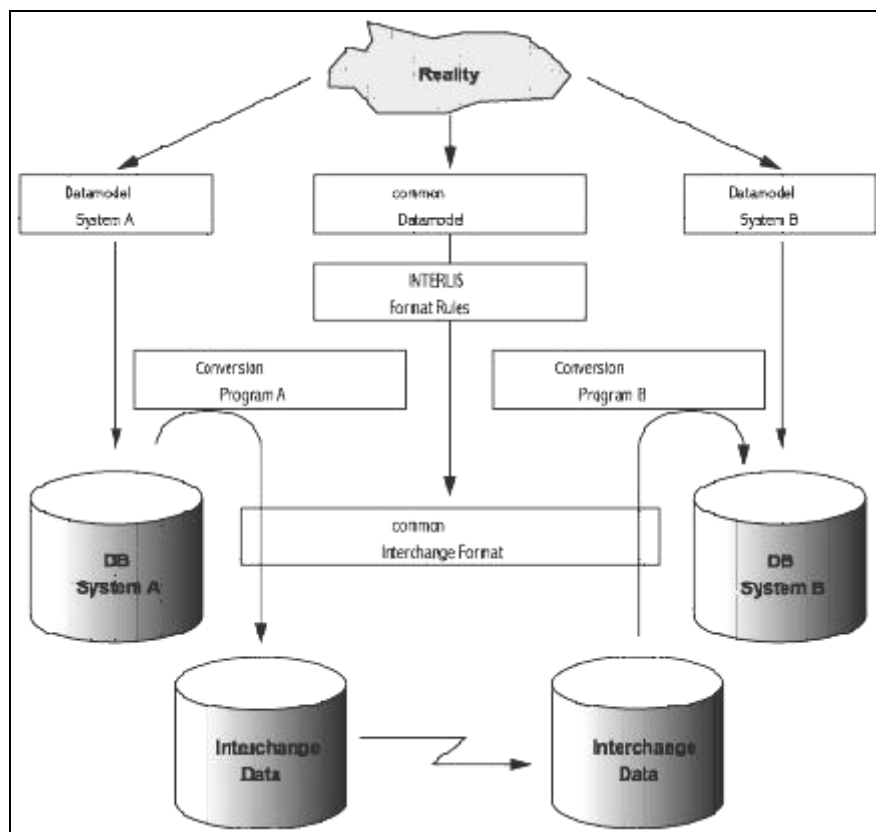 Reality
Datamodel
System A
common
Datamodel
Datamodel
System B
INTERLIS
Format Rules
Conversion
Program A
Conversion
Program B
common
Interchange Format
DB
System A
DB
System B
Interchange
Data
Interchange
Data